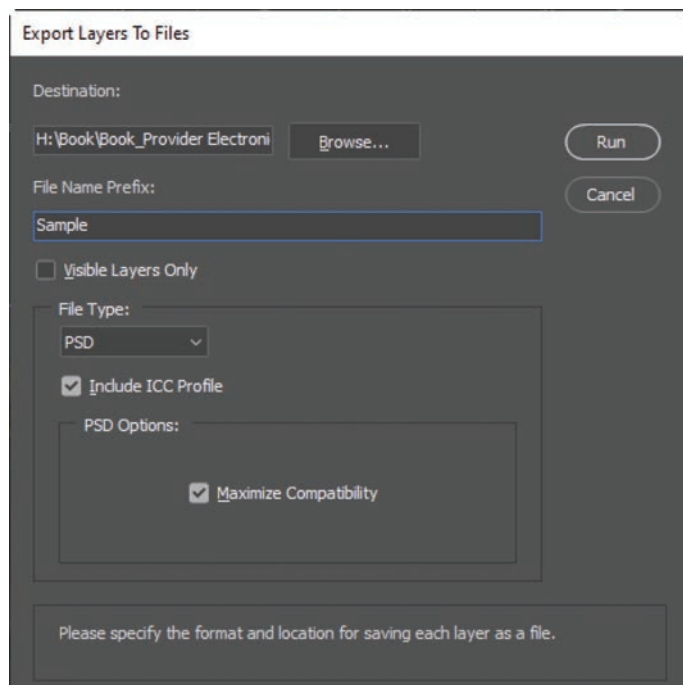 Export Layers To Files
Destination:
H:\Book\Book_Provider Electroni
Browse...
Run
File Name Prefix:
Cancel
Sample
Visible Layers Only
File Type:
PSD
Include ICC Profile
PSD Options:
Maximize Compatibility
Please specify the format and location for saving each layer as a file.